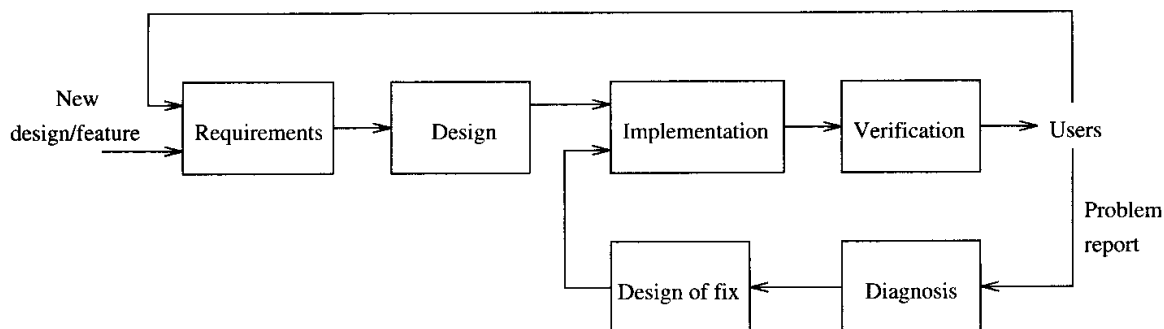 New
design/feature
Requirements
Design
Implementation
Verification
Users
Problem
report
Design of fix
Diagnosis